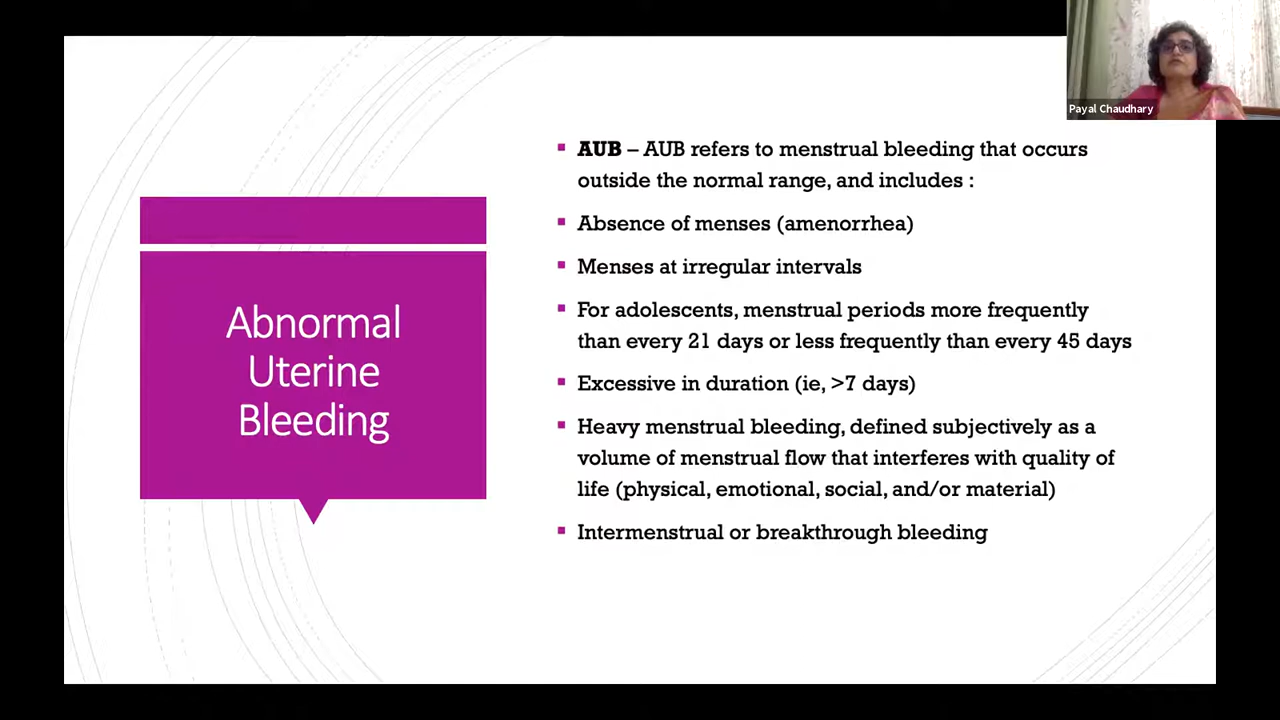 Payal Chaudhary
Abnormal
Uterine
Bleeding
▪ AUB – AUB refers to menstrual bleeding that occurs
outside the normal range, and includes :
▪ Absence of menses (amenorrhea)
▪ Menses at irregular intervals
▪ For adolescents, menstrual periods more frequently
than every 21 days or less frequently than every 45 days
▪ Excessive in duration (ie, >7 days)
▪ Heavy menstrual bleeding, defined subjectively as a
volume of menstrual flow that interferes with quality of
life (physical, emotional, social, and/or material)
▪ Intermenstrual or breakthrough bleeding